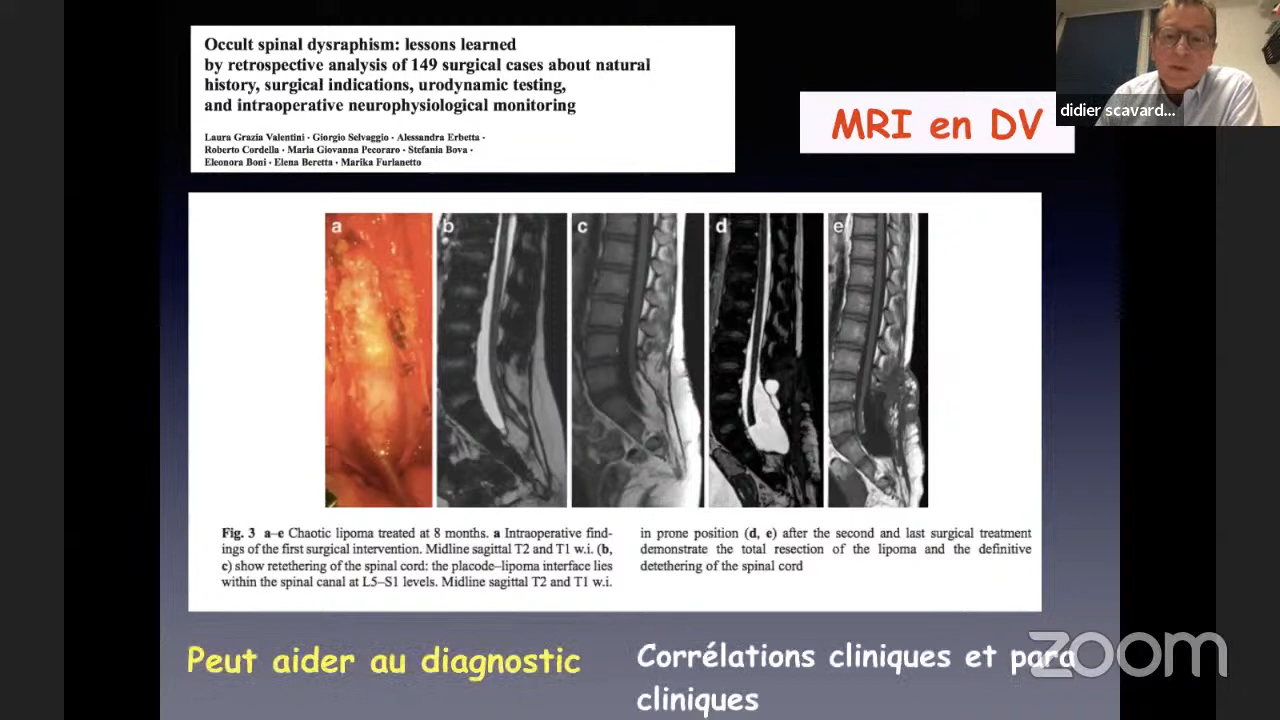 Occult spinal dysraphism: lessons learned
by retrospective analysis of 149 surgical cases about natural
history, surgical indications, urodynamic testing,
and intraoperative neurophysiological monitoring
Laura Grazia Valentini · Giorgio Selvaggio · Alessandra Erbetta ·
Roberto Cordella · Maria Giovanna Pecoraro · Stefania Bova ·
Eleonora Boni · Elena Beretta · Marika Furlanetto
MRI en DV
didier scavard...
a
b
c
d
e
Fig. 3 a–e Chaotic lipoma treated at 8 months. a Intraoperative find-
ings of the first surgical intervention. Midline sagittal T2 and T1 w.i. (b,
c) show retethering of the spinal cord: the placode–lipoma interface lies
within the spinal canal at L5–S1 levels. Midline sagittal T2 and T1 w.i.
in prone position (d, e) after the second and last surgical treatment
demonstrate the total resection of the lipoma and the definitive
detethering of the spinal cord
Peut aider au diagnostic
Corrélations cliniques et para
cliniques
zoom